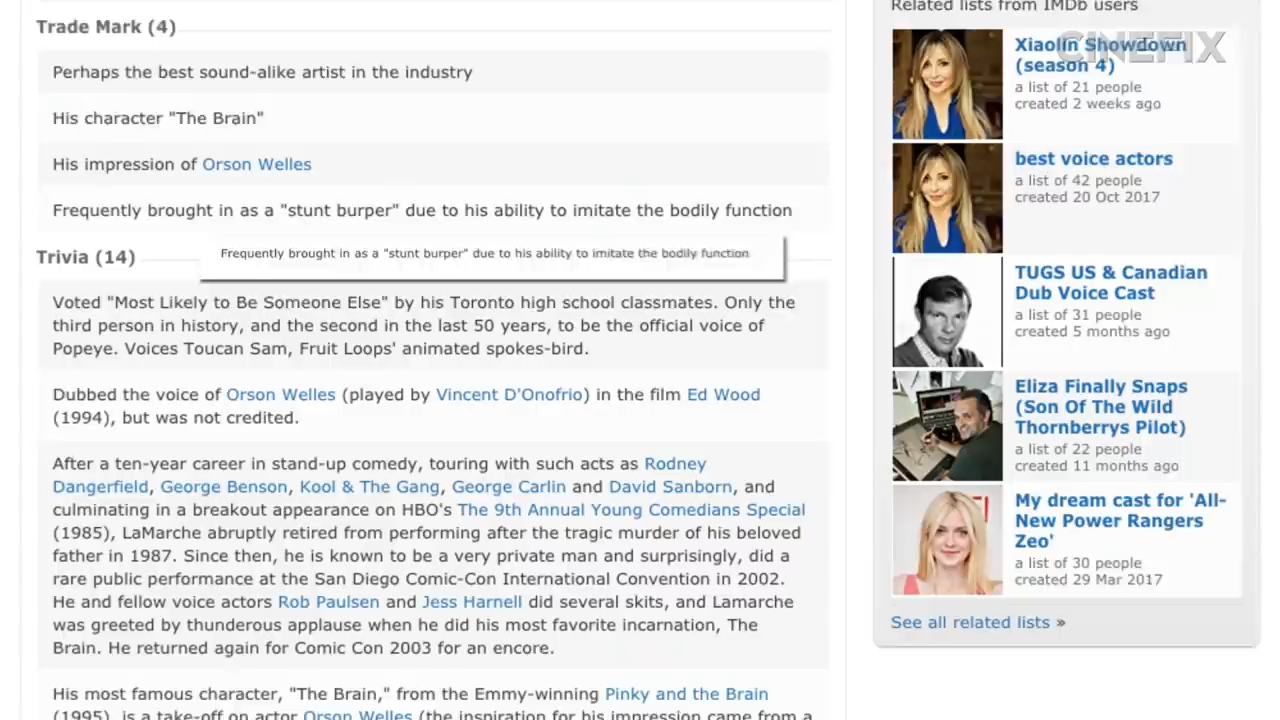 Related lists from IMDb users
Trade Mark (4)
CINEFIX
Xiaolin Showdown
(season 4)
a list of 21 people
created 2 weeks ago
Perhaps the best sound-alike artist in the industry
His character "The Brain"
His impression of Orson Welles
best voice actors
a list of 42 people
created 20 Oct 2017
Frequently brought in as a "stunt burper" due to his ability to imitate the bodily function
Trivia (14)
Frequently brought in as a "stunt burper" due to his ability to imitate the bodily function
Voted "Most Likely to Be Someone Else" by his Toronto high school classmates. Only the
third person in history, and the second in the last 50 years, to be the official voice of
Popeye. Voices Toucan Sam, Fruit Loops' animated spokes-bird.
TUGS US & Canadian
Dub Voice Cast
a list of 31 people
created 5 months ago
Dubbed the voice of Orson Welles (played by Vincent D'Onofrio) in the film Ed Wood
(1994), but was not credited.
Eliza Finally Snaps
(Son Of The Wild
Thornberrys Pilot)
a list of 22 people
created 11 months ago
After a ten-year career in stand-up comedy, touring with such acts as Rodney
Dangerfield, George Benson, Kool & The Gang, George Carlin and David Sanborn, and
culminating in a breakout appearance on HBO's The 9th Annual Young Comedians Special
(1985), LaMarche abruptly retired from performing after the tragic murder of his beloved
father in 1987. Since then, he is known to be a very private man and surprisingly, did a
rare public performance at the San Diego Comic-Con International Convention in 2002.
He and fellow voice actors Rob Paulsen and Jess Harnell did several skits, and Lamarche
was greeted by thunderous applause when he did his most favorite incarnation, The
Brain. He returned again for Comic Con 2003 for an encore.
My dream cast for 'All-
New Power Rangers
Zeo'
a list of 30 people
created 29 Mar 2017
See all related lists »
His most famous character, "The Brain," from the Emmy-winning Pinky and the Brain
(1995), is a take-off on actor Orson Welles (the inspiration for his impression came from a